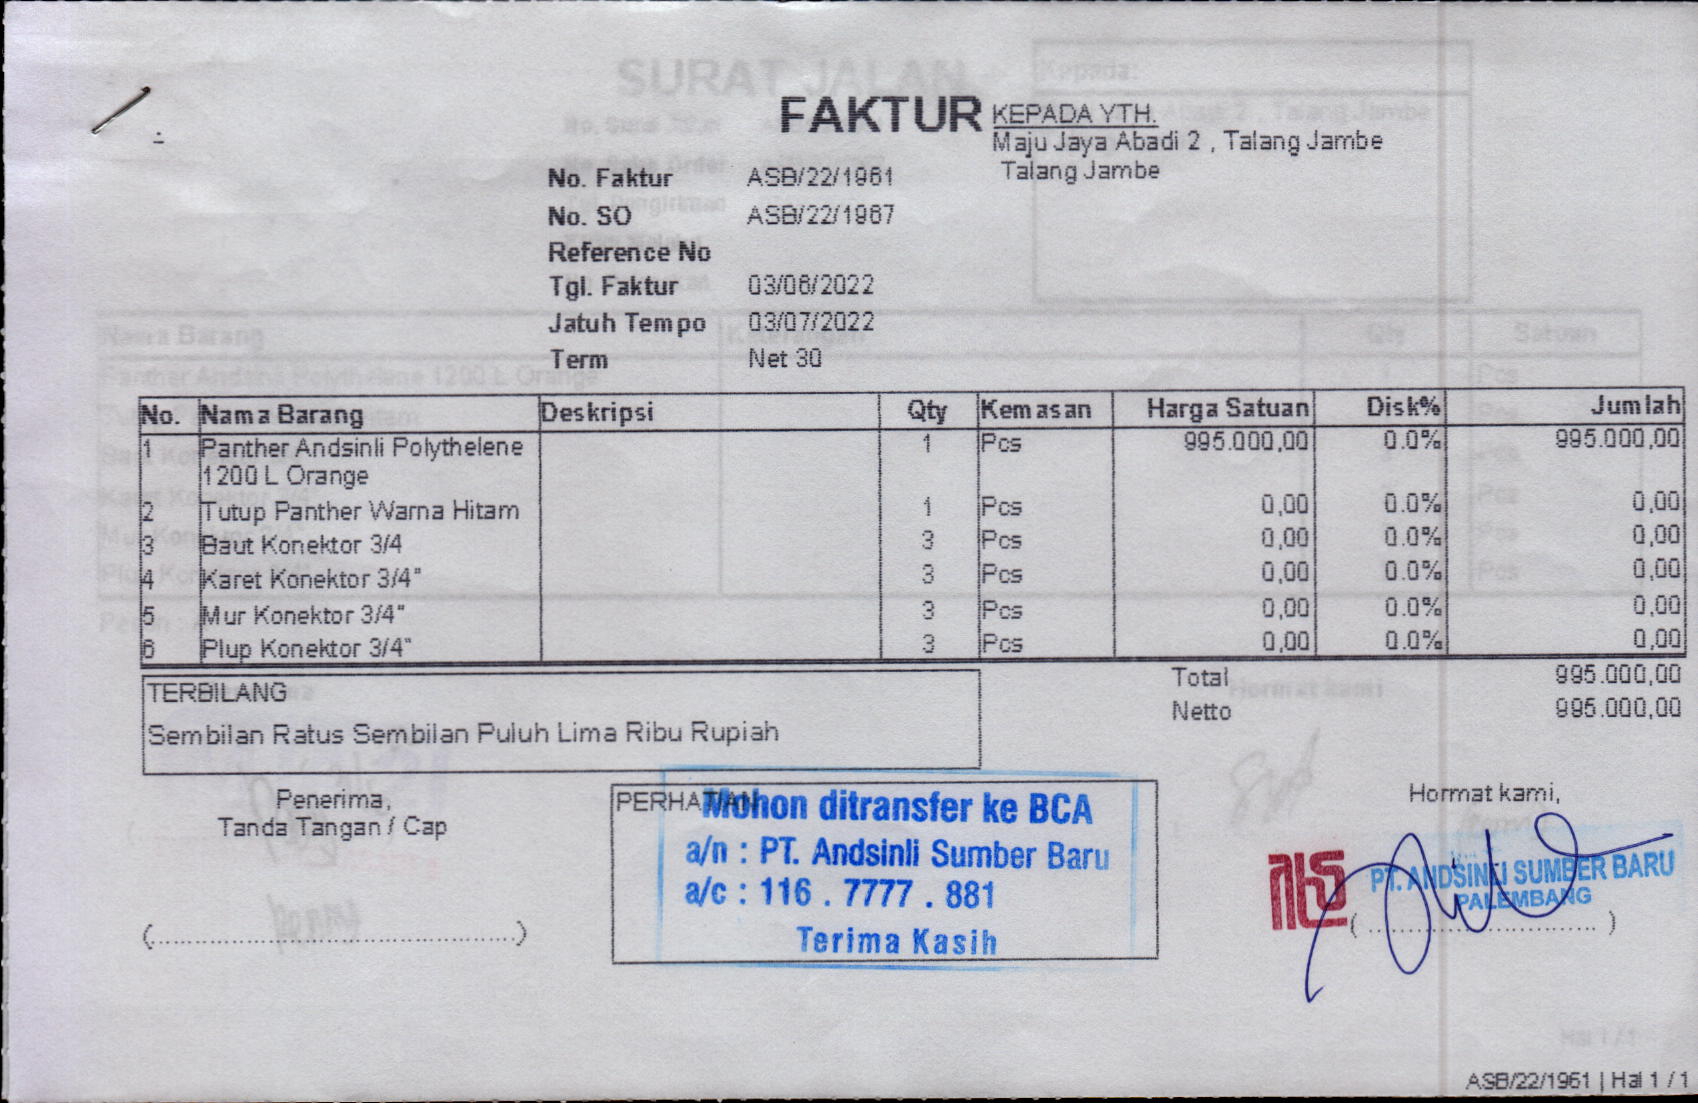 FAKTUR
KEPADA YTH.
Maju Jaya Abadi 2 , Talang Jambe
Talang Jambe
No. Faktur ASB/22/1961
No. SO ASB/22/1967
Reference No
Tgl. Faktur 03/06/2022
Jatuh Tempo 03/07/2022
Term Net 30
No. Nama Barang Deskripsi Qty Kemasan Harga Satuan Disk% Jumlah
1 Panther Andsinli Polythelene 1 Pcs 995.000,00 0.0% 995.000,00
1200 L Orange
2 Tutup Panther Warna Hitam 1 Pcs 0,00 0.0% 0,00
3 Baut Konektor 3/4 3 Pcs 0,00 0.0% 0,00
4 Karet Konektor 3/4" 3 Pcs 0,00 0.0% 0,00
5 Mur Konektor 3/4" 3 Pcs 0,00 0.0% 0,00
6 Plup Konektor 3/4" 3 Pcs 0,00 0.0% 0,00
Total 995.000,00
Netto 995.000,00
TERBILANG
Sembilan Ratus Sembilan Puluh Lima Ribu Rupiah
Penerima,
Tanda Tangan / Cap
(................................................)
PERHATIAN
Mohon ditransfer ke BCA
a/n : PT. Andsinli Sumber Baru
a/c : 116 . 7777 . 881
Terima Kasih
Hormat kami,
PT. ANDSINLI SUMBER BARU
PALEMBANG
(..............................)
ASB/22/1961 | Hal 1 / 1